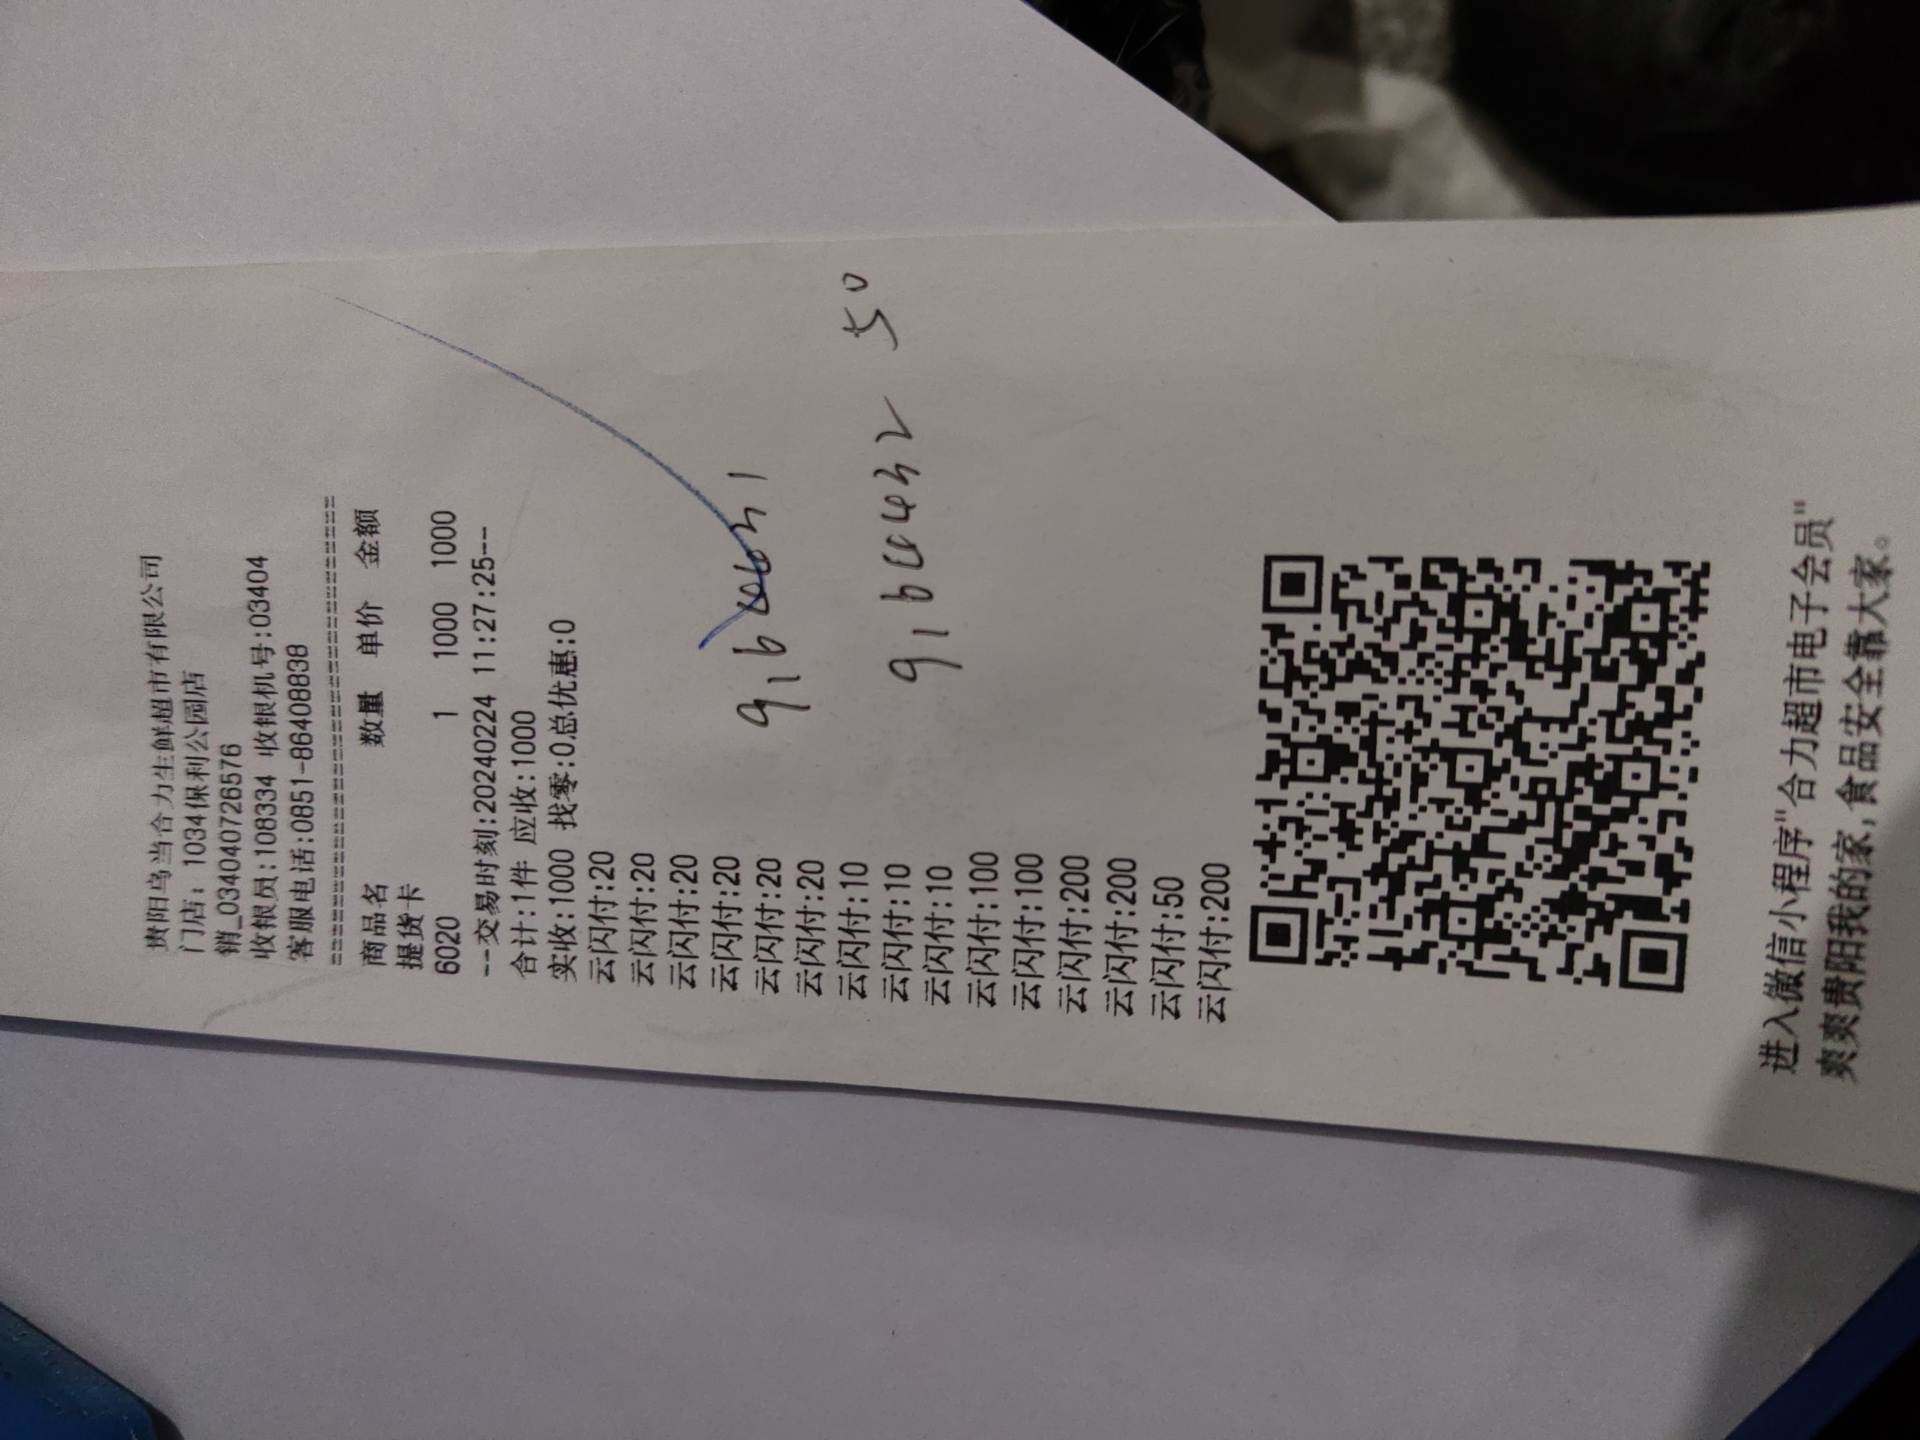 贵阳乌当合力生鲜超市有限公司
门店: 1034保利公园店
销_034040726576
收银员:108334 收银机号:03404
客服电话:0851-86408838
================================
商品名 数量 单价 金额
提货卡
6020 1 1000 1000
--交易时刻:20240224 11:27:25---
合计:1件 应收:1000
实收:1000 找零:0总优惠:0
云闪付:20
云闪付:20
云闪付:20
云闪付:20
云闪付:20
云闪付:20
云闪付:10
云闪付:10
云闪付:10
云闪付:100
云闪付:100
云闪付:200
云闪付:200
云闪付:50
云闪付:200
50
进入微信小程序"合力超市电子会员"
爽爽贵阳我的家,食品安全靠大家。